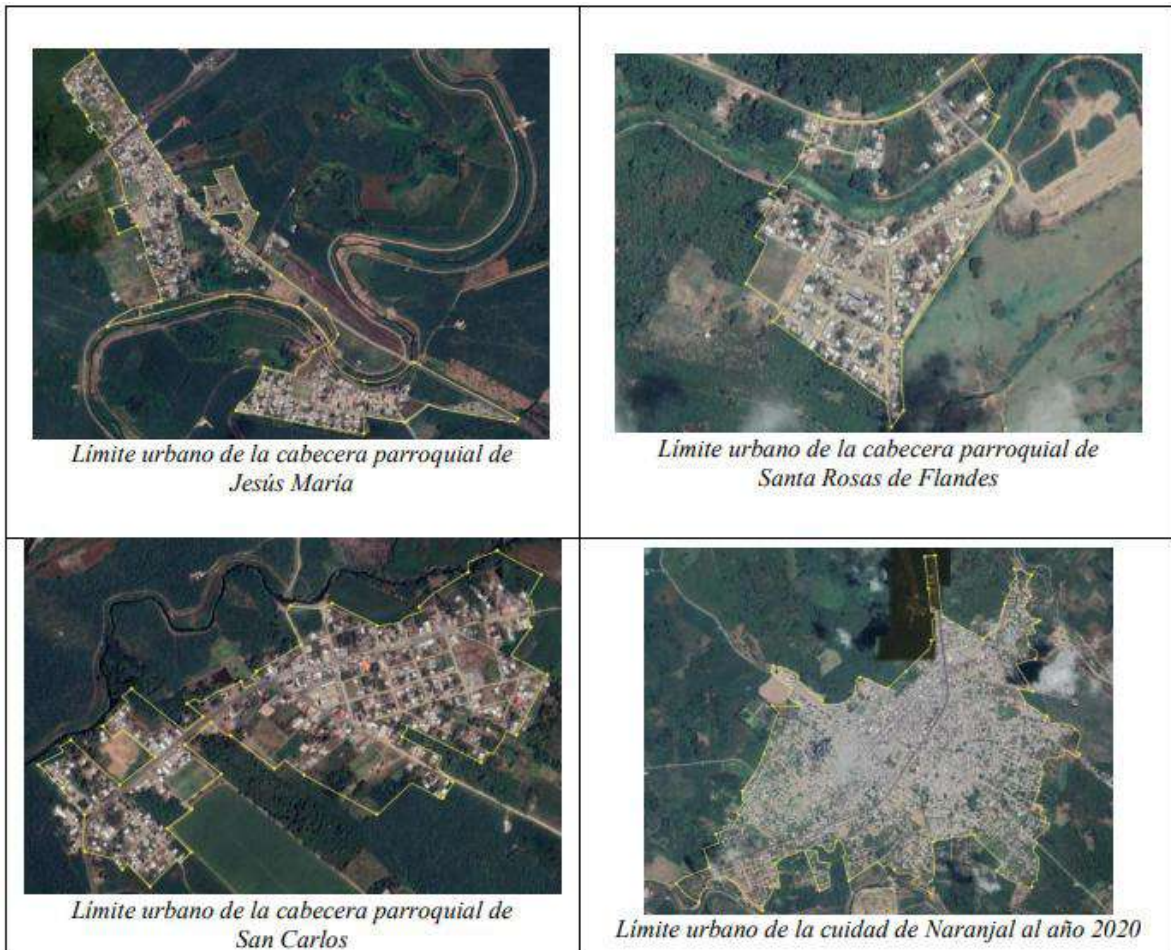 Límite urbano de la cabecera parroquial de
Jesús María
Límite urbano de la cabecera parroquial de
Santa Rosas de Flandes
Límite urbano de la cabecera parroquial de
San Carlos
Límite urbano de la cuidad de Naranjal al año 2020